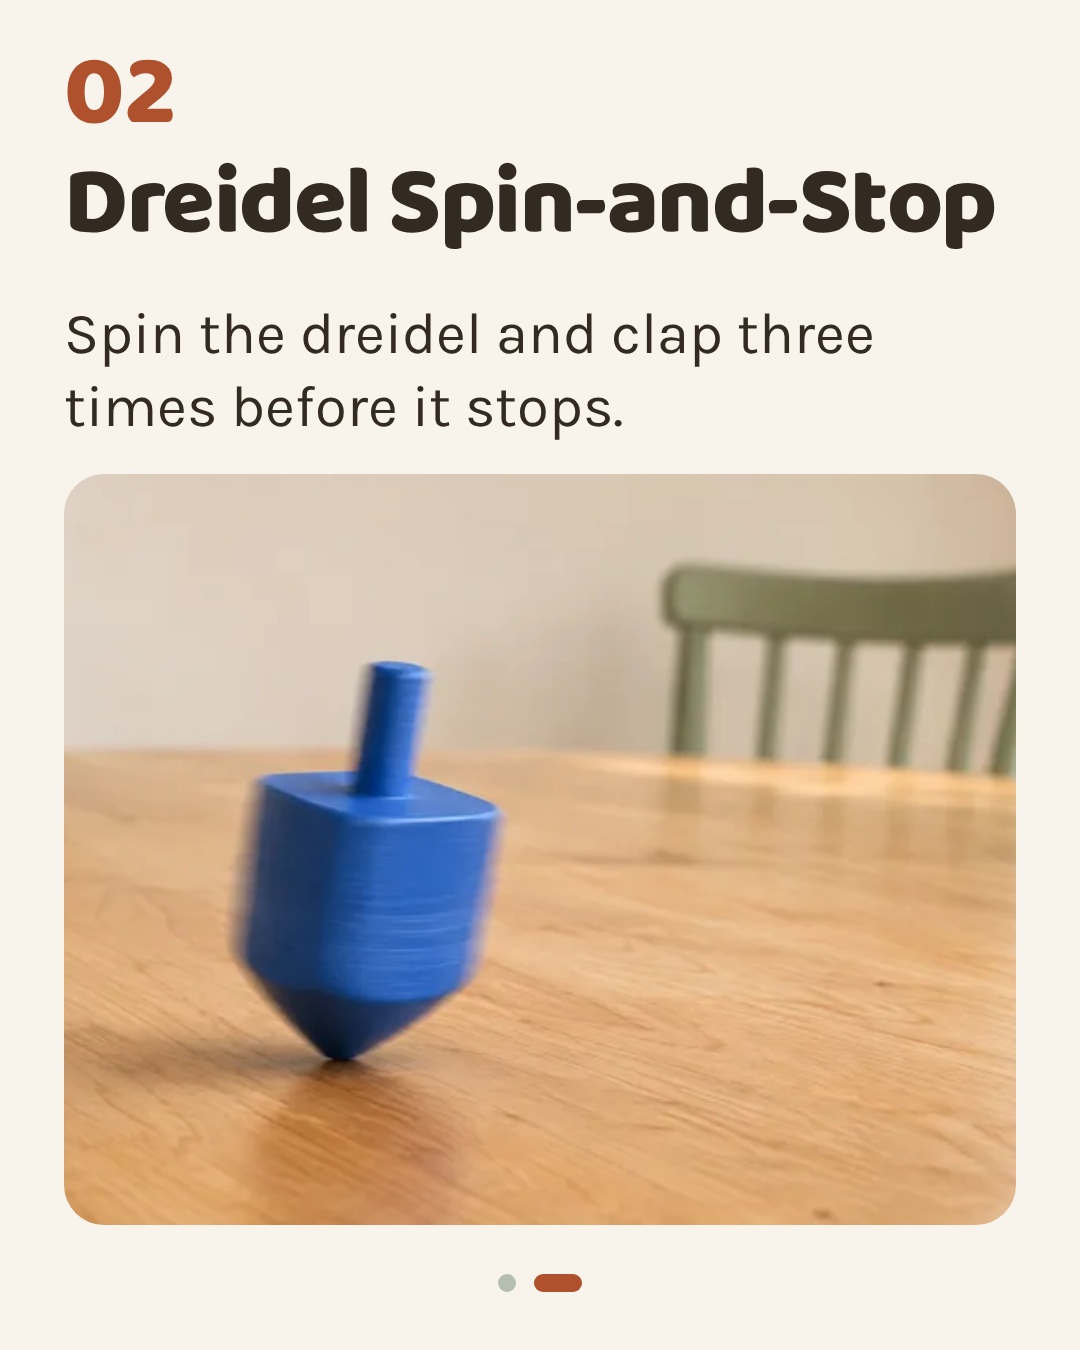 02
Dreidel Spin-and-Stop
Spin the dreidel and clap three
times before it stops.